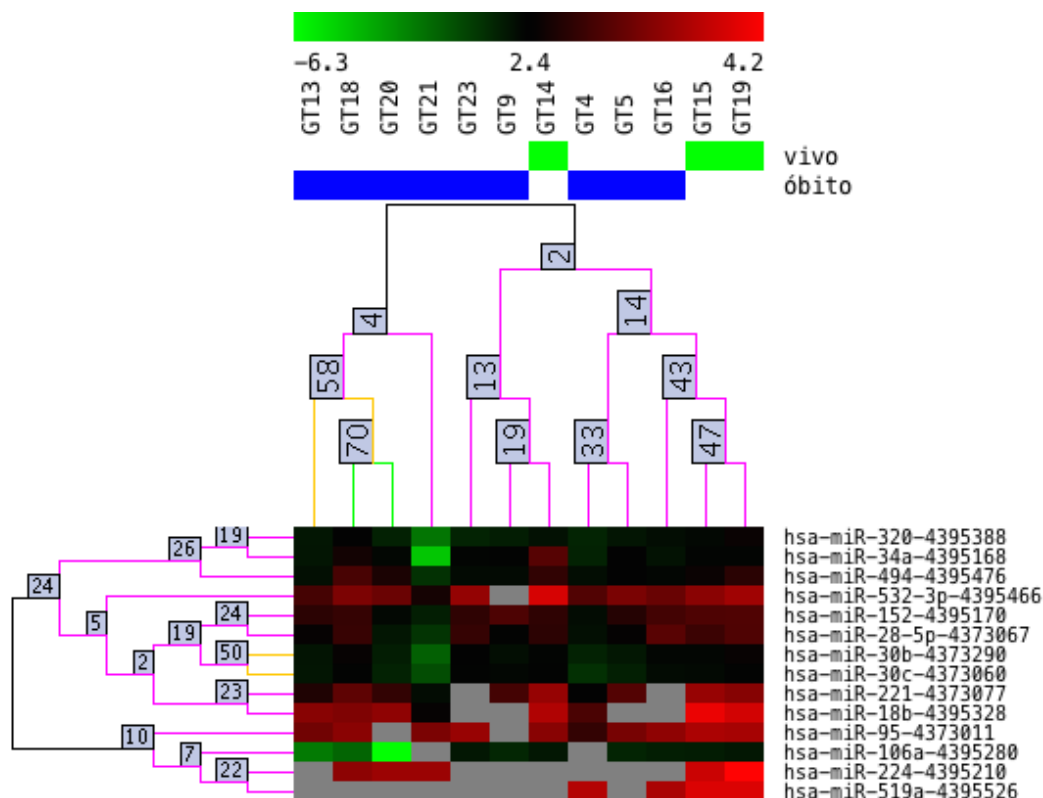 −6.3 2.4 4.2
GT13 GT18 GT20 GT21 GT23 GT9 GT14 GT4 GT5 GT16 GT15 GT19
vivo
óbito
2
14
4
58
13
43
70
19
33
47
19
26
24
5
24
19
50
2
23
10
7
22
hsa-miR-320-4395388
hsa-miR-34a-4395168
hsa-miR-494-4395476
hsa-miR-532-3p-4395466
hsa-miR-152-4395170
hsa-miR-28-5p-4373067
hsa-miR-30b-4373290
hsa-miR-30c-4373060
hsa-miR-221-4373077
hsa-miR-18b-4395328
hsa-miR-95-4373011
hsa-miR-106a-4395280
hsa-miR-224-4395210
hsa-miR-519a-4395526